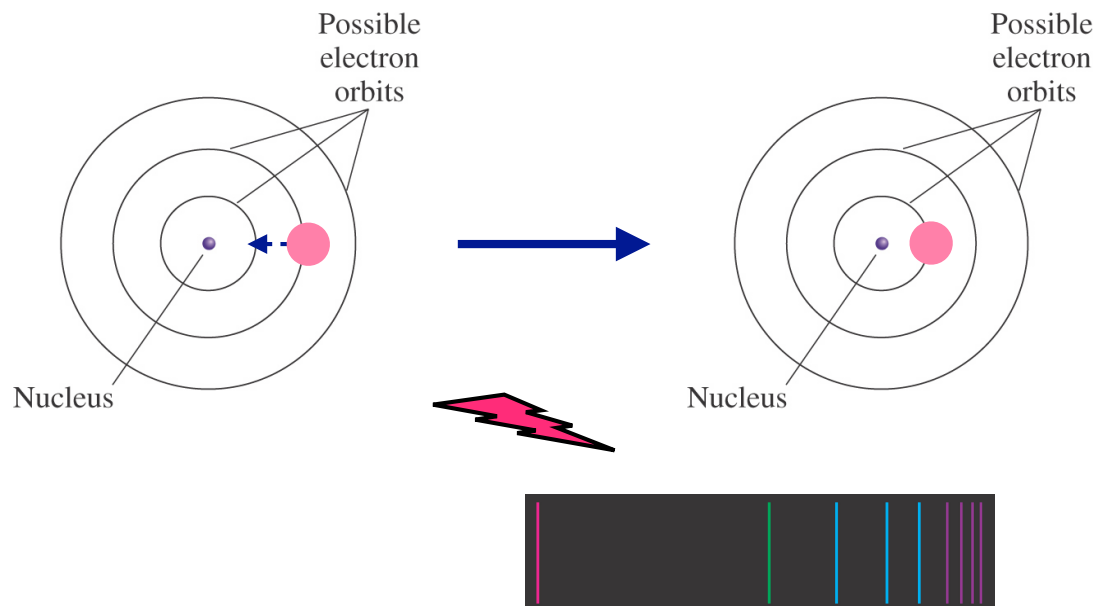 Possible
electron
orbits
Nucleus
Possible
electron
orbits
Nucleus